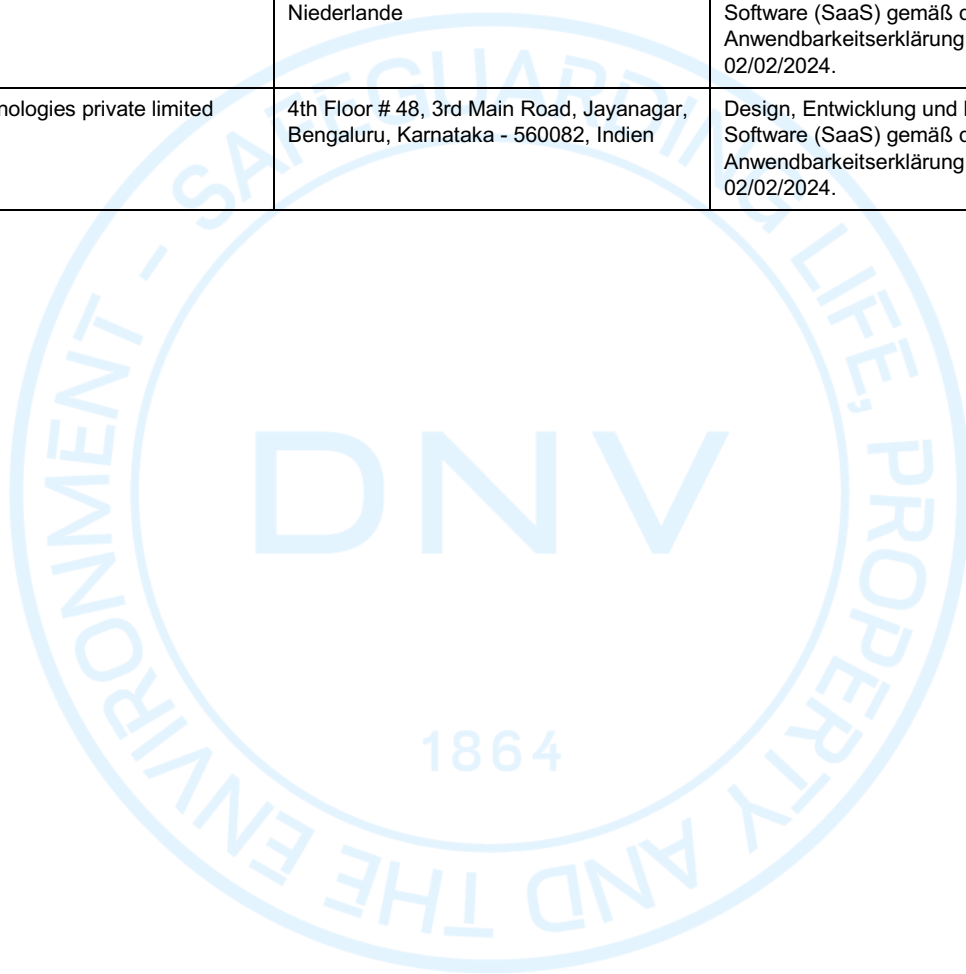 Niederlande
Software (SaaS) gemäß
Anwendbarkeitserklärung
02/02/2024.
nologies private limited
4th Floor # 48, 3rd Main Road, Jayanagar,
Bengaluru, Karnataka - 560082, Indien
Design, Entwicklung und
Software (SaaS) gemäß
Anwendbarkeitserklärung
02/02/2024.
SAFEGUARDING LIFE, PROPERTY AND THE ENVIRONMENT -
DNV
1864